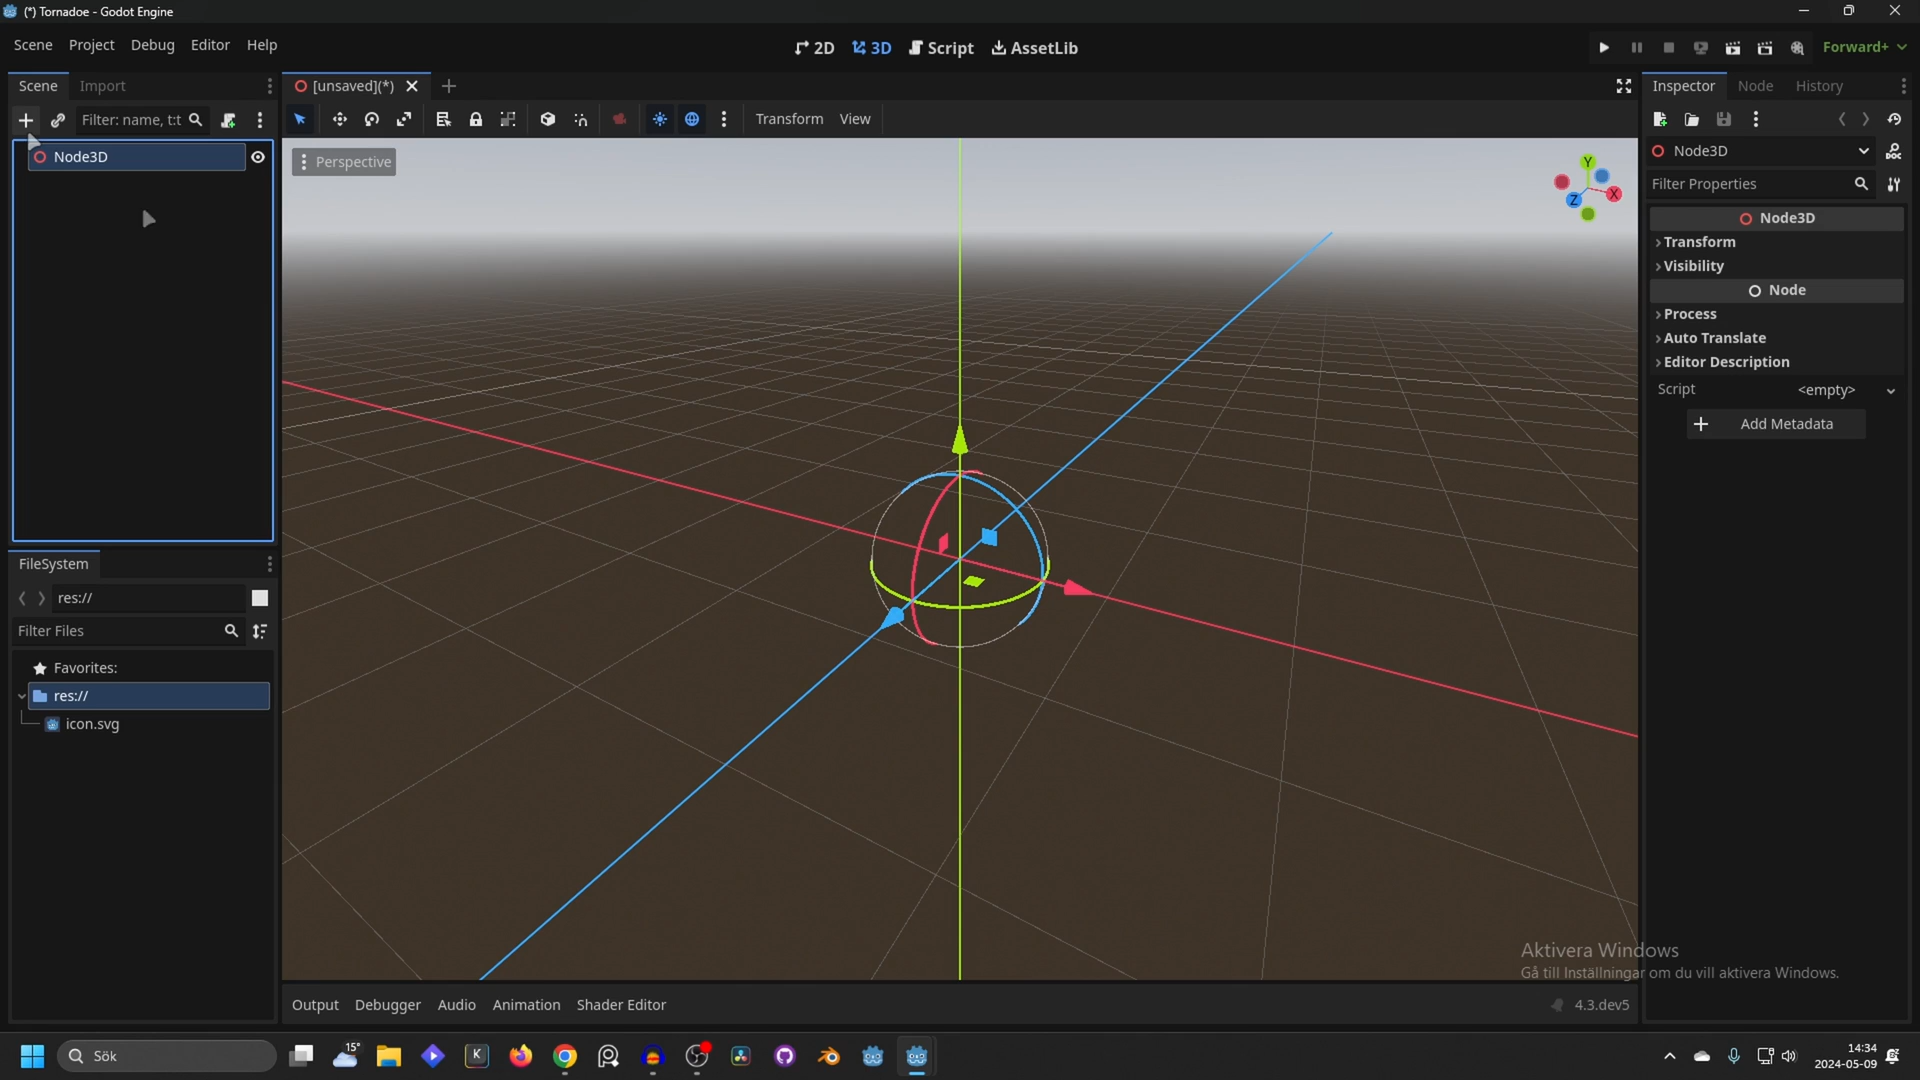 (*) Tornadoe - Godot Engine
Scene Project Debug Editor Help
2D 3D Script AssetLib
Forward+
Scene Import
[unsaved](*)
Inspector Node History
Filter: name, t:t
Transform View
Node3D
Perspective
Y
X
Z
Node3D
Filter Properties
Node3D
Transform
Visibility
Node
Process
Auto Translate
Editor Description
Script <empty>
Add Metadata
FileSystem
res://
Filter Files
Favorites:
res://
icon.svg
Aktivera Windows
Gå till Inställningar om du vill aktivera Windows.
Output Debugger Audio Animation Shader Editor
4.3.dev5
Sök
15°
K
14:34
2024-05-09